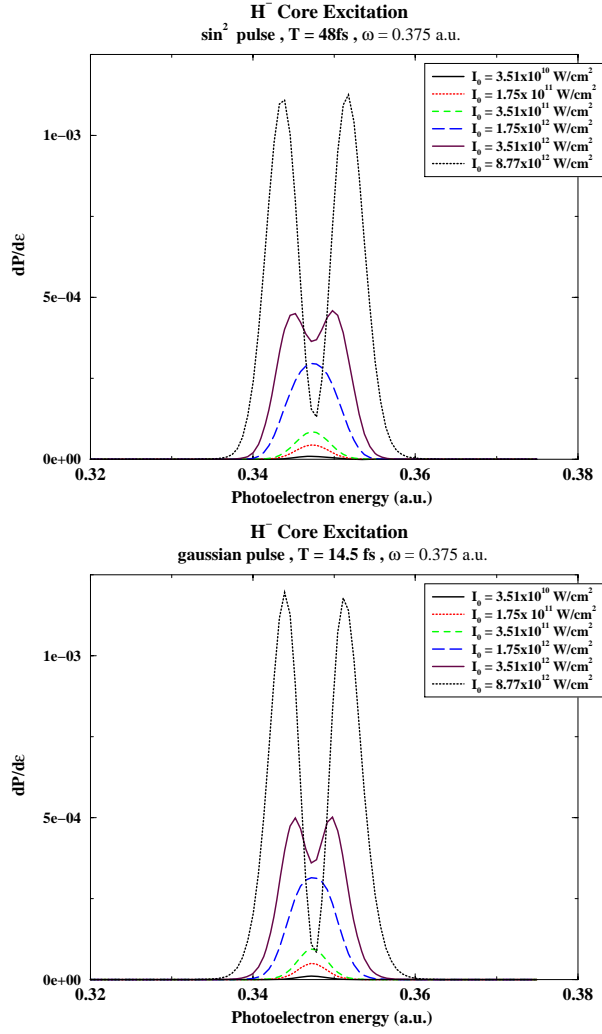 H⁻ Core Excitation
sin² pulse , T = 48fs , ω = 0.375 a.u.
I₀ = 3.51x10¹⁰ W/cm²
I₀ = 1.75x 10¹¹ W/cm²
I₀ = 3.51x10¹¹ W/cm²
I₀ = 1.75x10¹² W/cm²
I₀ = 3.51x10¹² W/cm²
I₀ = 8.77x10¹² W/cm²
1e−03
dP/dε
5e−04
0e+00
0.32 0.34 0.36 0.38
Photoelectron energy (a.u.)
H⁻ Core Excitation
gaussian pulse , T = 14.5 fs , ω = 0.375 a.u.
I₀ = 3.51x10¹⁰ W/cm²
I₀ = 1.75x 10¹¹ W/cm²
I₀ = 3.51x10¹¹ W/cm²
I₀ = 1.75x10¹² W/cm²
I₀ = 3.51x10¹² W/cm²
I₀ = 8.77x10¹² W/cm²
1e−03
dP/dε
5e−04
0e+00
0.32 0.34 0.36 0.38
Photoelectron energy (a.u.)